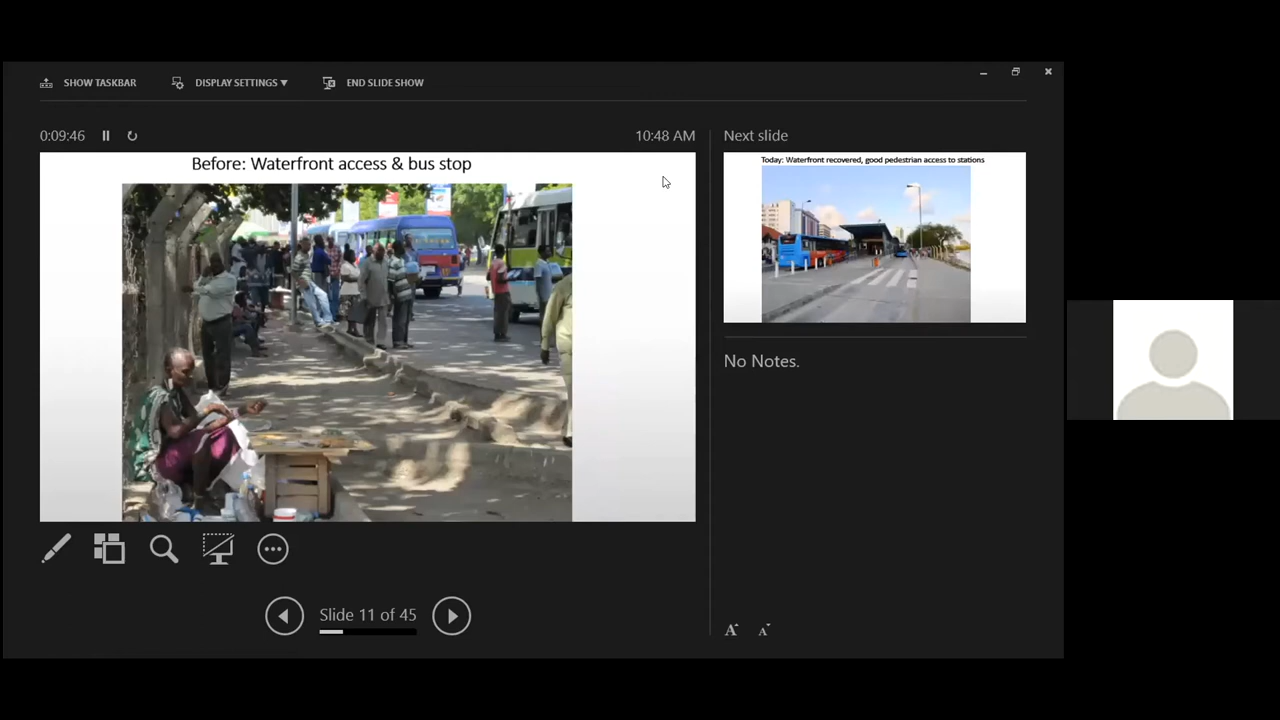 SHOW TASKBAR
DISPLAY SETTINGS ▼
END SLIDE SHOW
0:09:46
10:48 AM
Next slide
Before: Waterfront access & bus stop
Today: Waterfront recovered, good pedestrian access to stations
No Notes.
Slide 11 of 45
A A